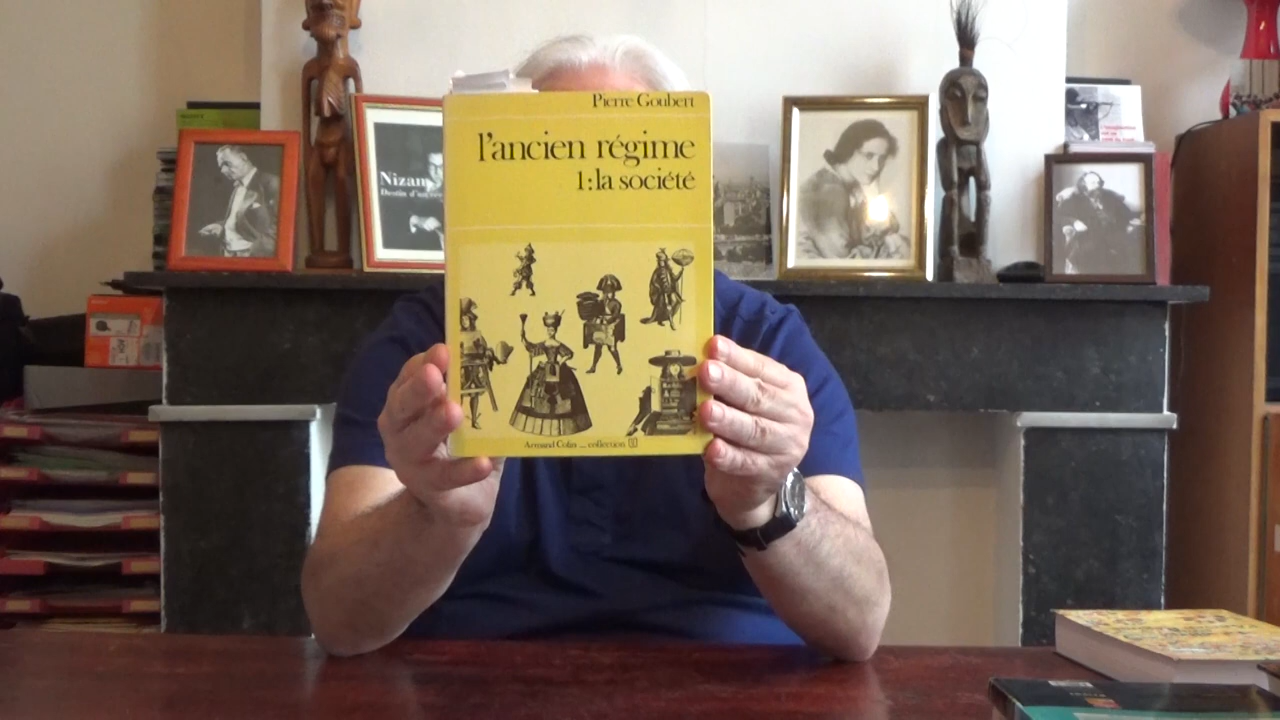 Pierre Goubert
l'ancien régime
1: la société
Armand Colin _ collection U
Nizan
Destin d'un